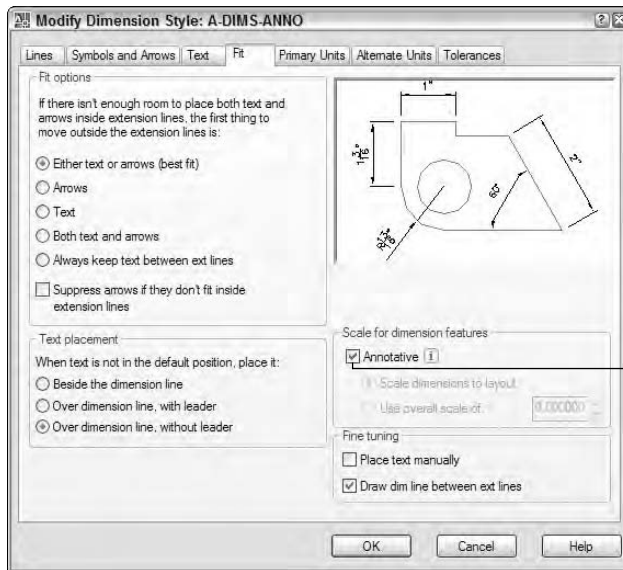 Modify Dimension Style: A-DIMS-ANNO
Lines
Symbols and Arrows
Text
Fit
Primary Units
Alternate Units
Tolerances
Fit options
If there isn't enough room to place both text and
arrows inside extension lines, the first thing to
move outside the extension lines is:
Either text or arrows (best fit)
Arrows
Text
Both text and arrows
Always keep text between ext lines
Suppress arrows if they don't fit inside
extension lines
Text placement
When text is not in the default position, place it:
Beside the dimension line
Over dimension line, with leader
Over dimension line, without leader
1"
1 3/16"
2"
60°
Scale for dimension features
Annotative
Scale dimensions to layout
Use overall scale of:
0.00000
Fine tuning
Place text manually
Draw dim line between ext lines
OK
Cancel
Help